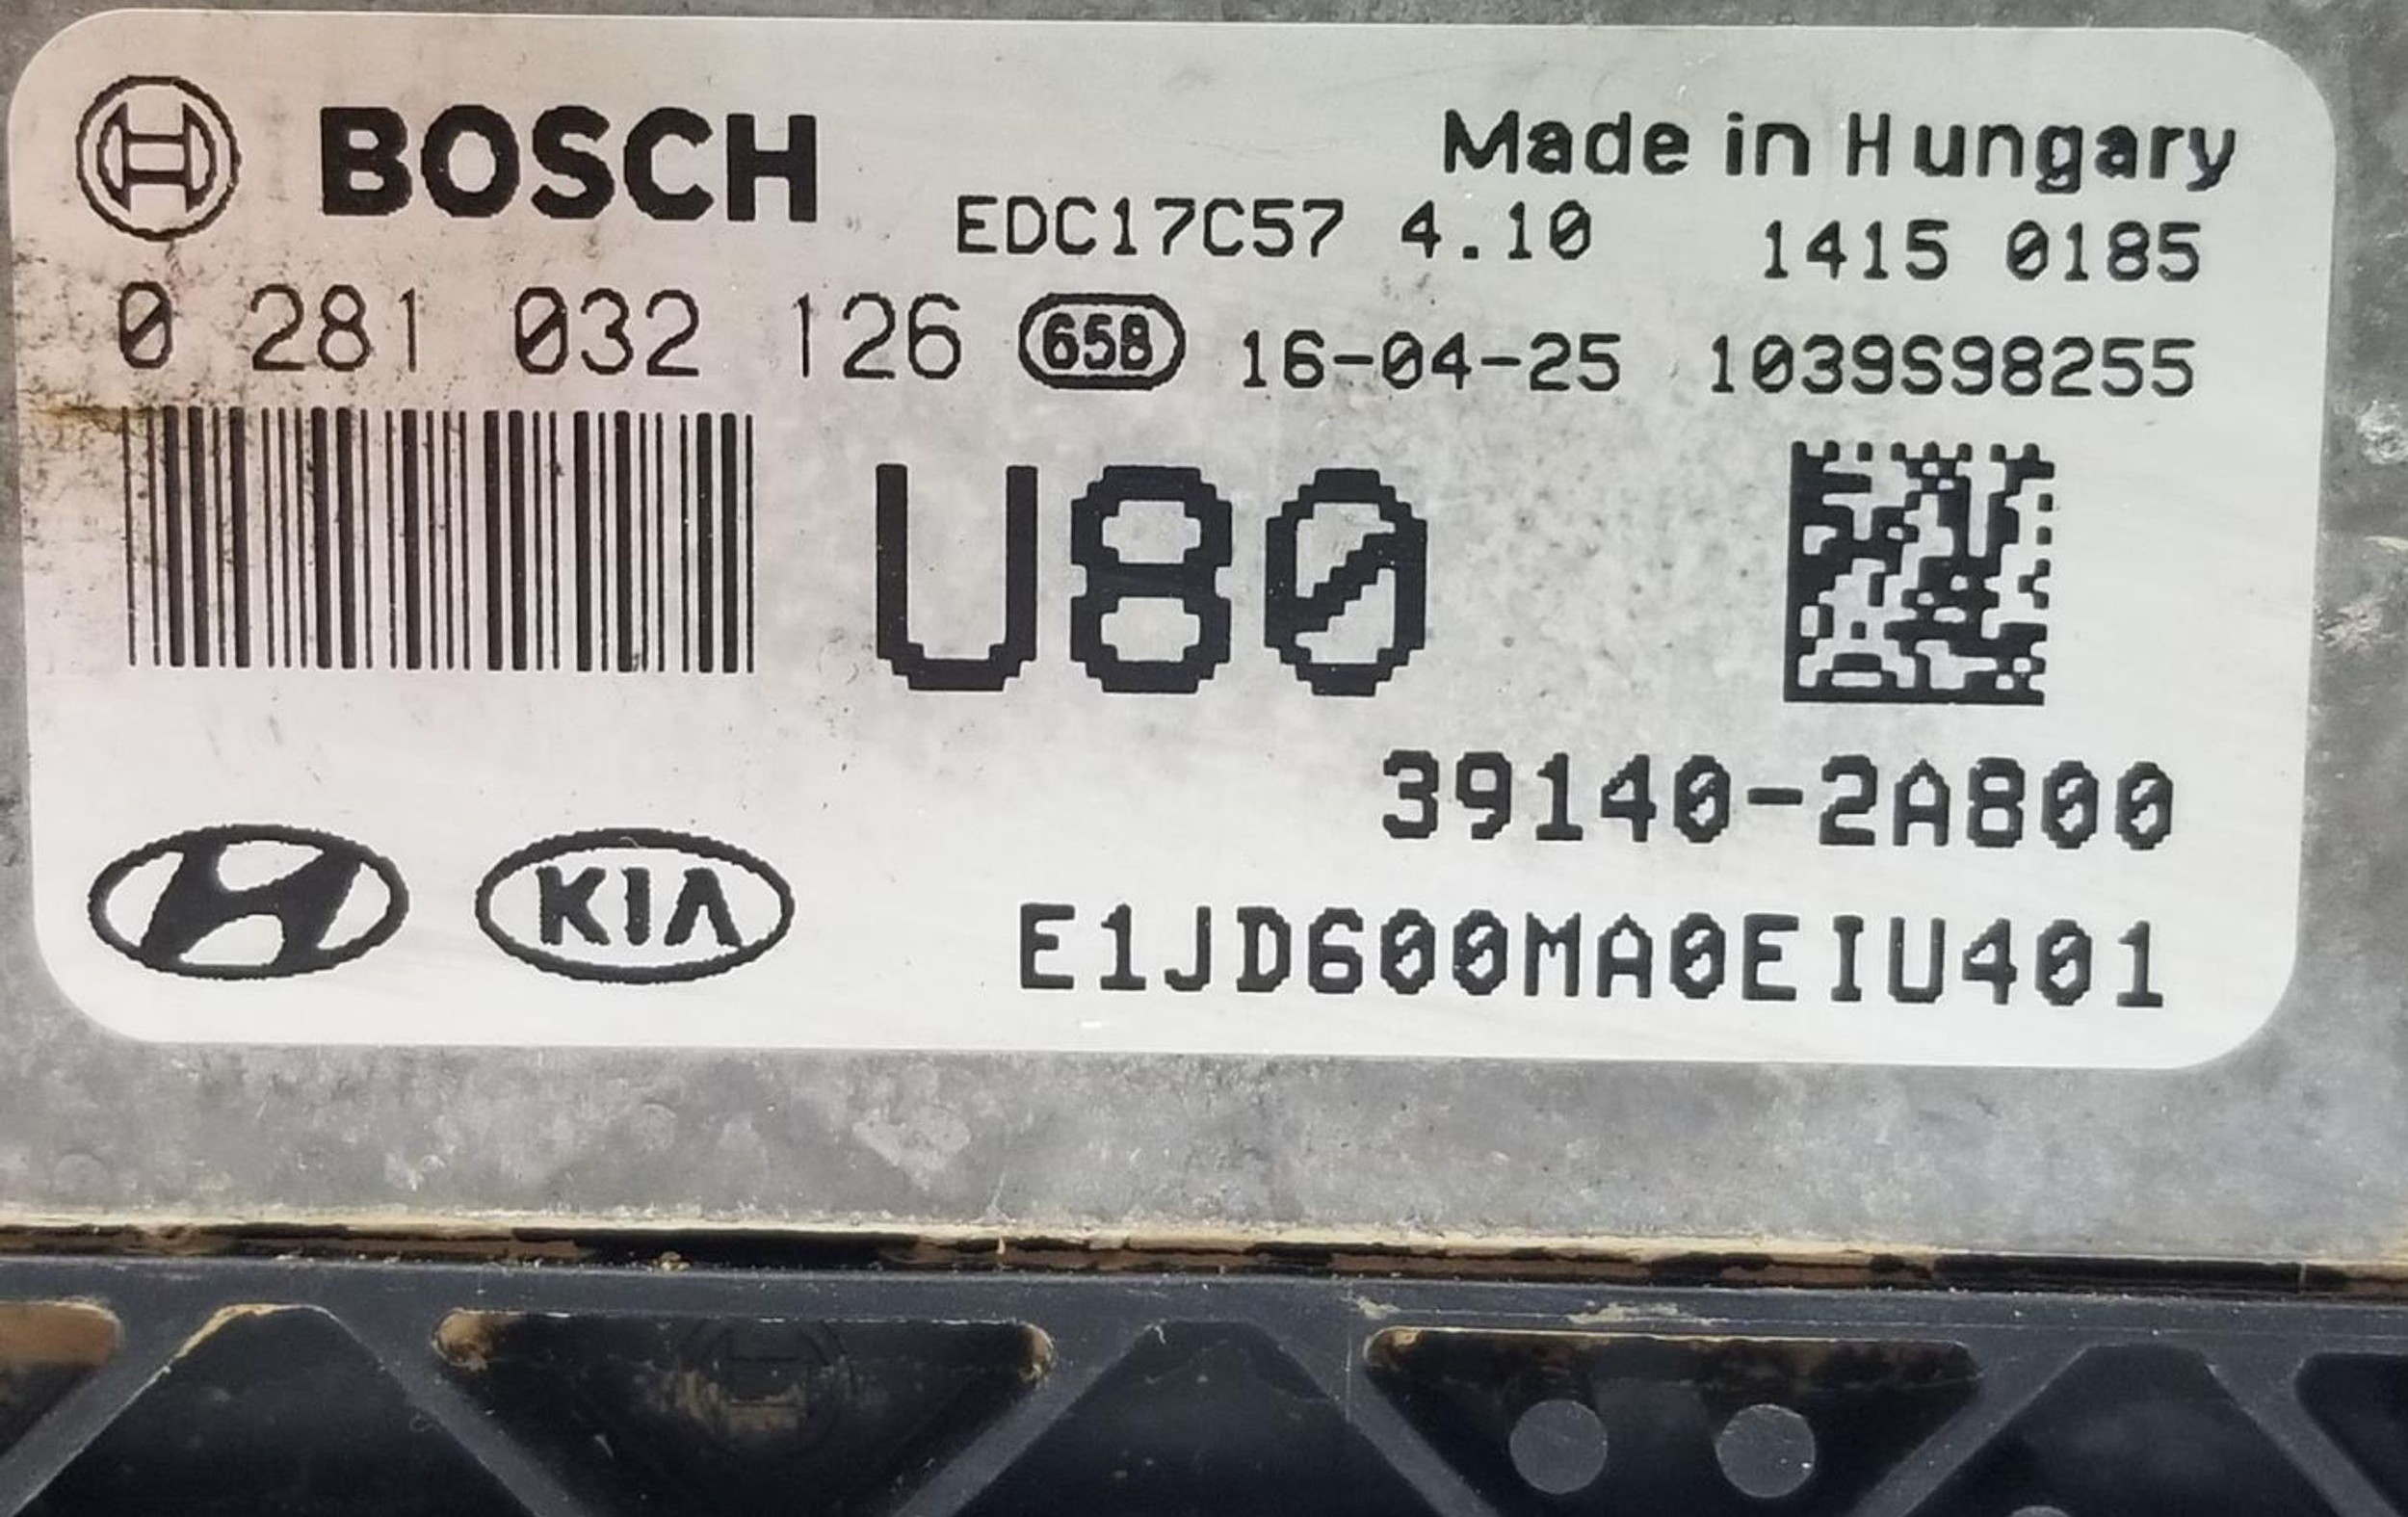 BOSCH
Made in Hungary
EDC17C57 4.10 1415 0185
0 281 032 126 658 16-04-25 1039S98255
U80
39140-2A800
KIA
E1JD600MA0EIU401